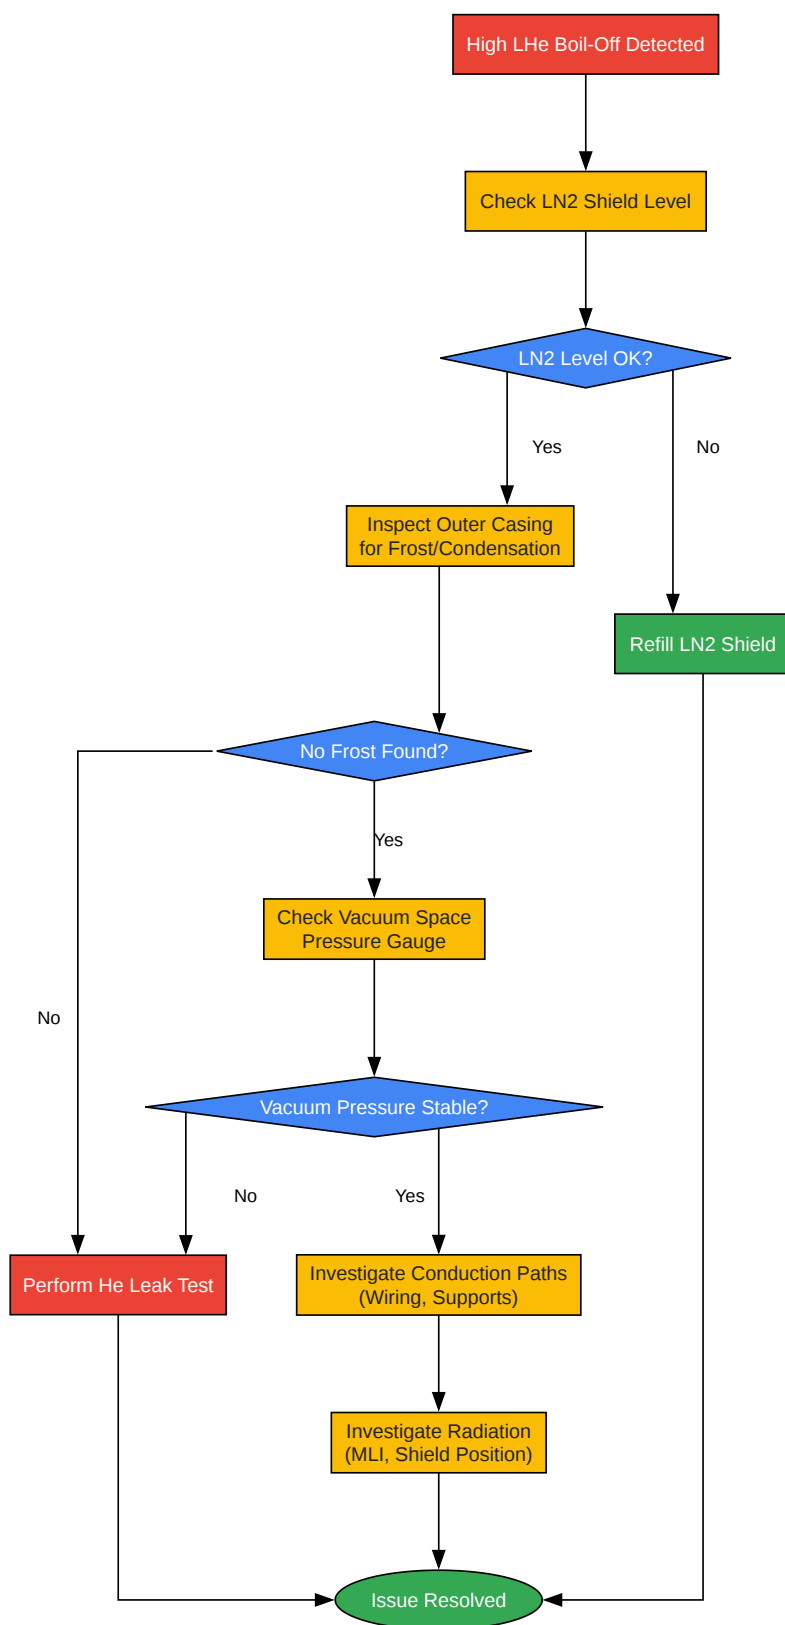 High LHe Boil-Off Detected
Check LN2 Shield Level
LN2 Level OK?
Yes
No
Inspect Outer Casing
for Frost/Condensation
Refill LN2 Shield
No Frost Found?
Yes
Check Vacuum Space
Pressure Gauge
No
Vacuum Pressure Stable?
No
Yes
Perform He Leak Test
Investigate Conduction Paths
(Wiring, Supports)
Investigate Radiation
(MLI, Shield Position)
Issue Resolved